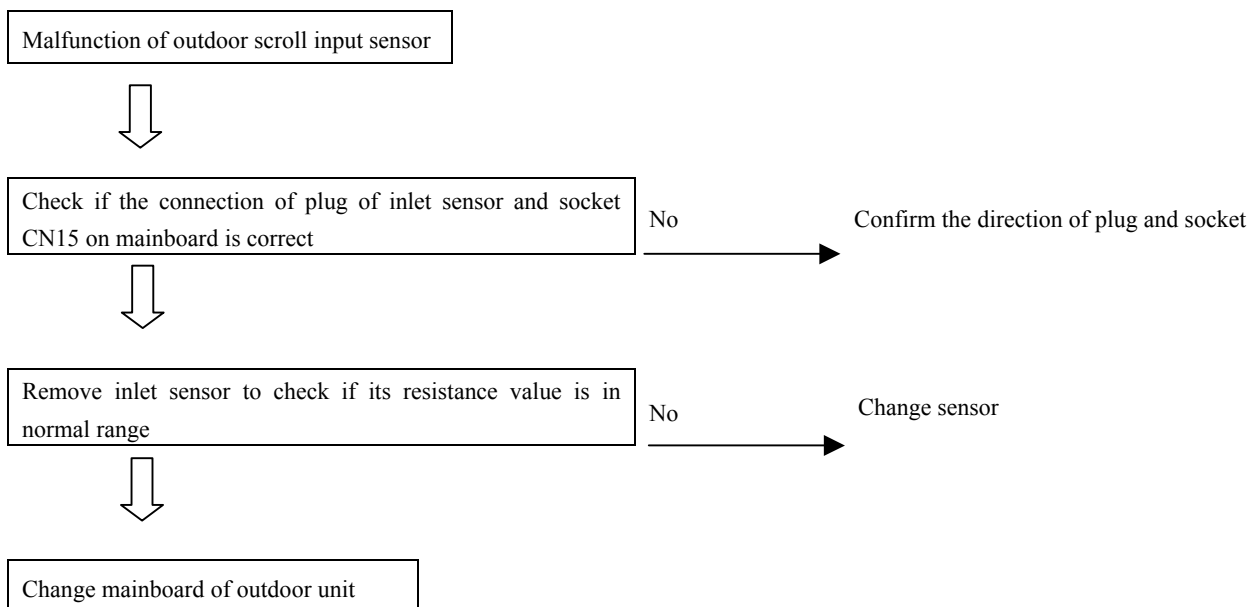 Malfunction of outdoor scroll input sensor
Check if the connection of plug of inlet sensor and socket
CN15 on mainboard is correct
No
Confirm the direction of plug and socket
Remove inlet sensor to check if its resistance value is in
normal range
No
Change sensor
Change mainboard of outdoor unit